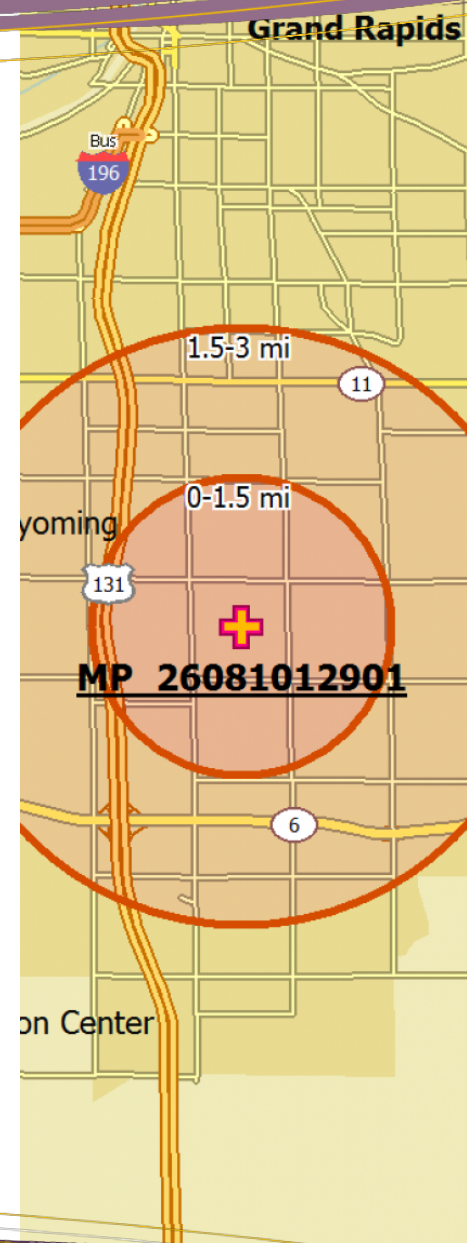 Grand Rapids
Bus
196
1.5-3 mi
11
0-1.5 mi
yoming
131
MP 26081012901
6
on Center